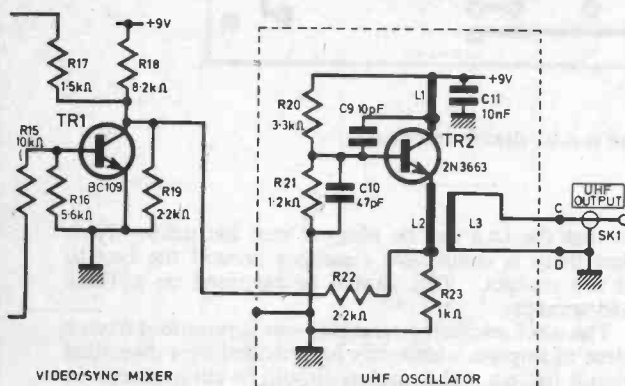 R17
1·5kΩ
R18
8·2kΩ
+9V
TR1
R15
10kΩ
BC109
R16
5·6kΩ
R19
2·2kΩ
VIDEO/SYNC MIXER
R20
3·3kΩ
C9 10pF
L1
+9V
C11
10nF
TR2
2N3663
R21
1·2kΩ
C10
47pF
L2
L3
C
UHF
OUTPUT
SK1
D
R22
2·2kΩ
R23
1kΩ
UHF OSCILLATOR